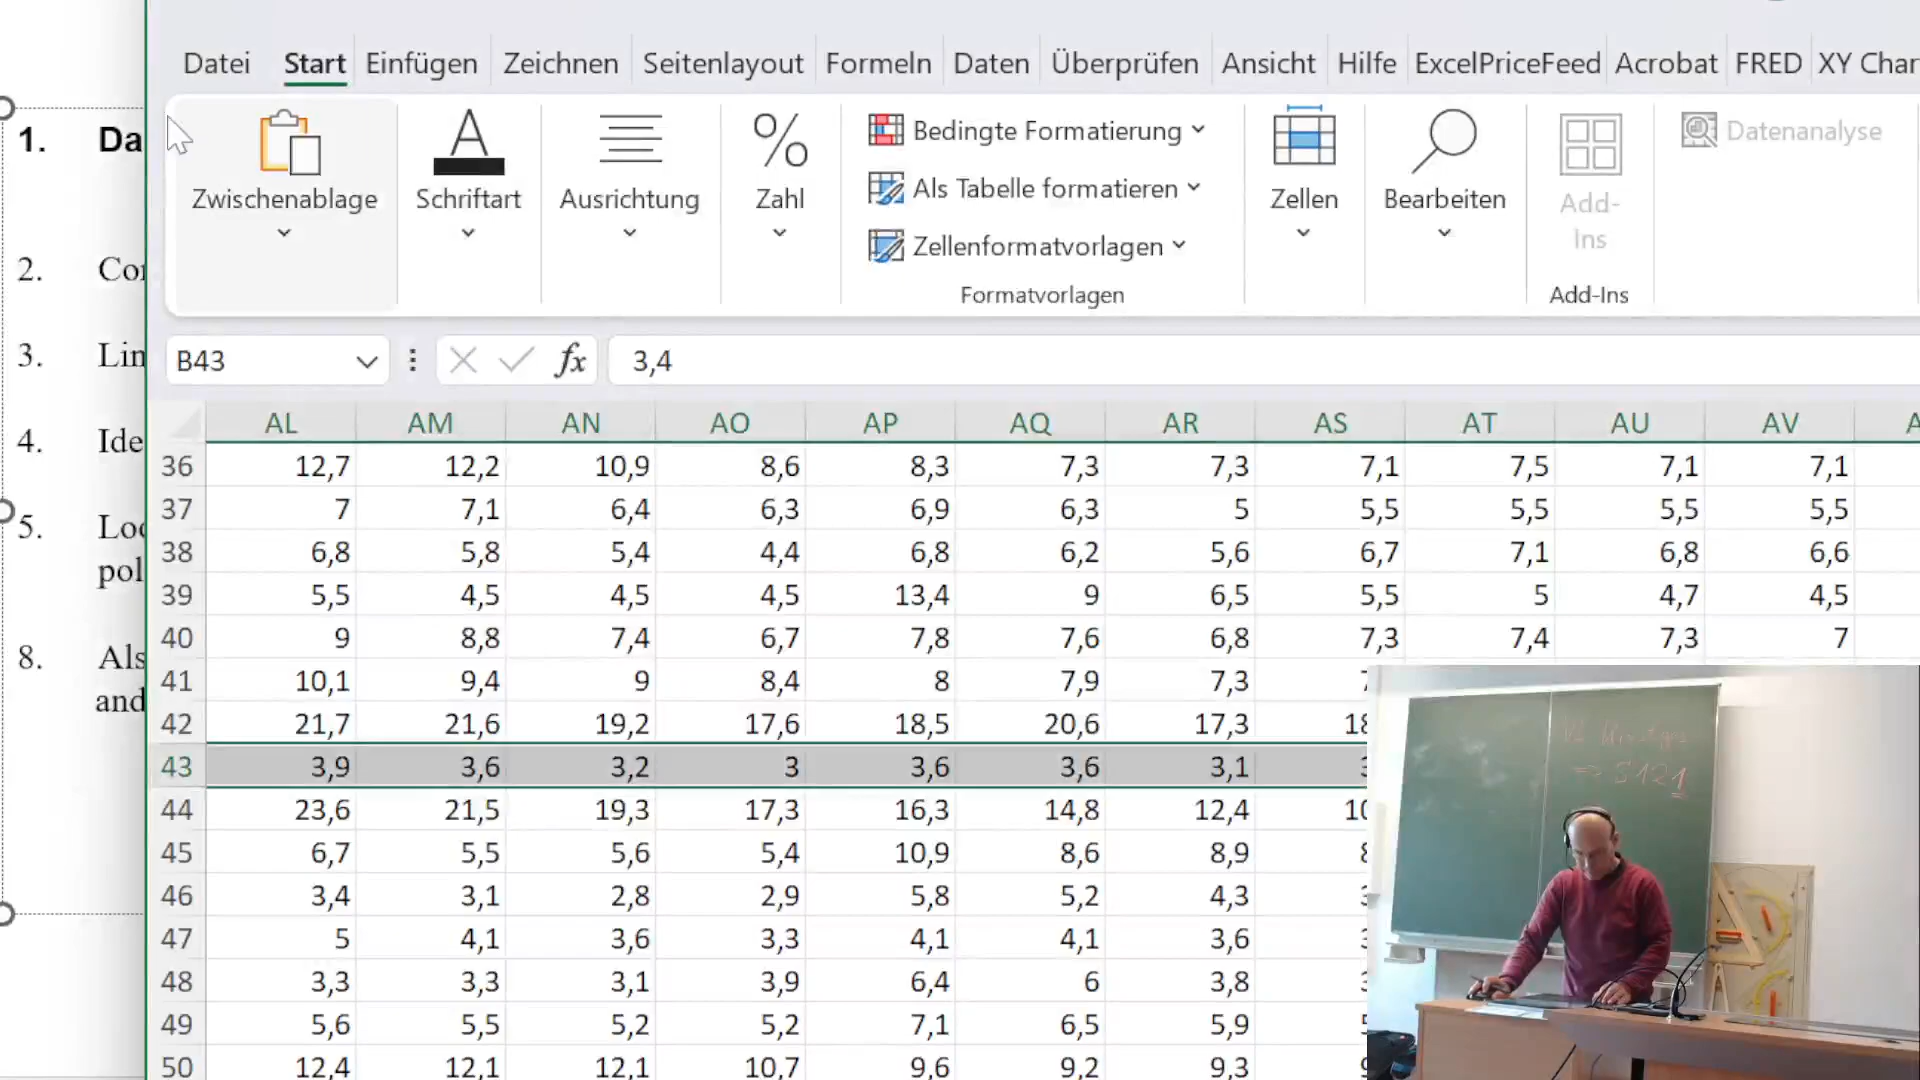 Datei Start Einfügen Zeichnen Seitenlayout Formeln Daten Überprüfen Ansicht Hilfe ExcelPriceFeed Acrobat FRED XY Char
Zwischenablage Schriftart Ausrichtung Zahl
Bedingte Formatierung
Als Tabelle formatieren
Zellenformatvorlagen
Formatvorlagen
Zellen Bearbeiten Add-
Ins
Add-Ins
Datenanalyse
1. Da
2. Con
3. Lin
4. Ide
5. Loc
pol
8. Als
and
B43 fx 3,4
AL AM AN AO AP AQ AR AS AT AU AV A
36 12,7 12,2 10,9 8,6 8,3 7,3 7,3 7,1 7,5 7,1 7,1
37 7 7,1 6,4 6,3 6,9 6,3 5 5,5 5,5 5,5 5,5
38 6,8 5,8 5,4 4,4 6,8 6,2 5,6 6,7 7,1 6,8 6,6
39 5,5 4,5 4,5 4,5 13,4 9 6,5 5,5 5 4,7 4,5
40 9 8,8 7,4 6,7 7,8 7,6 6,8 7,3 7,4 7,3 7
41 10,1 9,4 9 8,4 8 7,9 7,3
42 21,7 21,6 19,2 17,6 18,5 20,6 17,3 18
43 3,9 3,6 3,2 3 3,6 3,6 3,1
44 23,6 21,5 19,3 17,3 16,3 14,8 12,4 10
45 6,7 5,5 5,6 5,4 10,9 8,6 8,9
46 3,4 3,1 2,8 2,9 5,8 5,2 4,3
47 5 4,1 3,6 3,3 4,1 4,1 3,6
48 3,3 3,3 3,1 3,9 6,4 6 3,8
49 5,6 5,5 5,2 5,2 7,1 6,5 5,9
50 12,4 12,1 12,1 10,7 9,6 9,2 9,3
=> S121